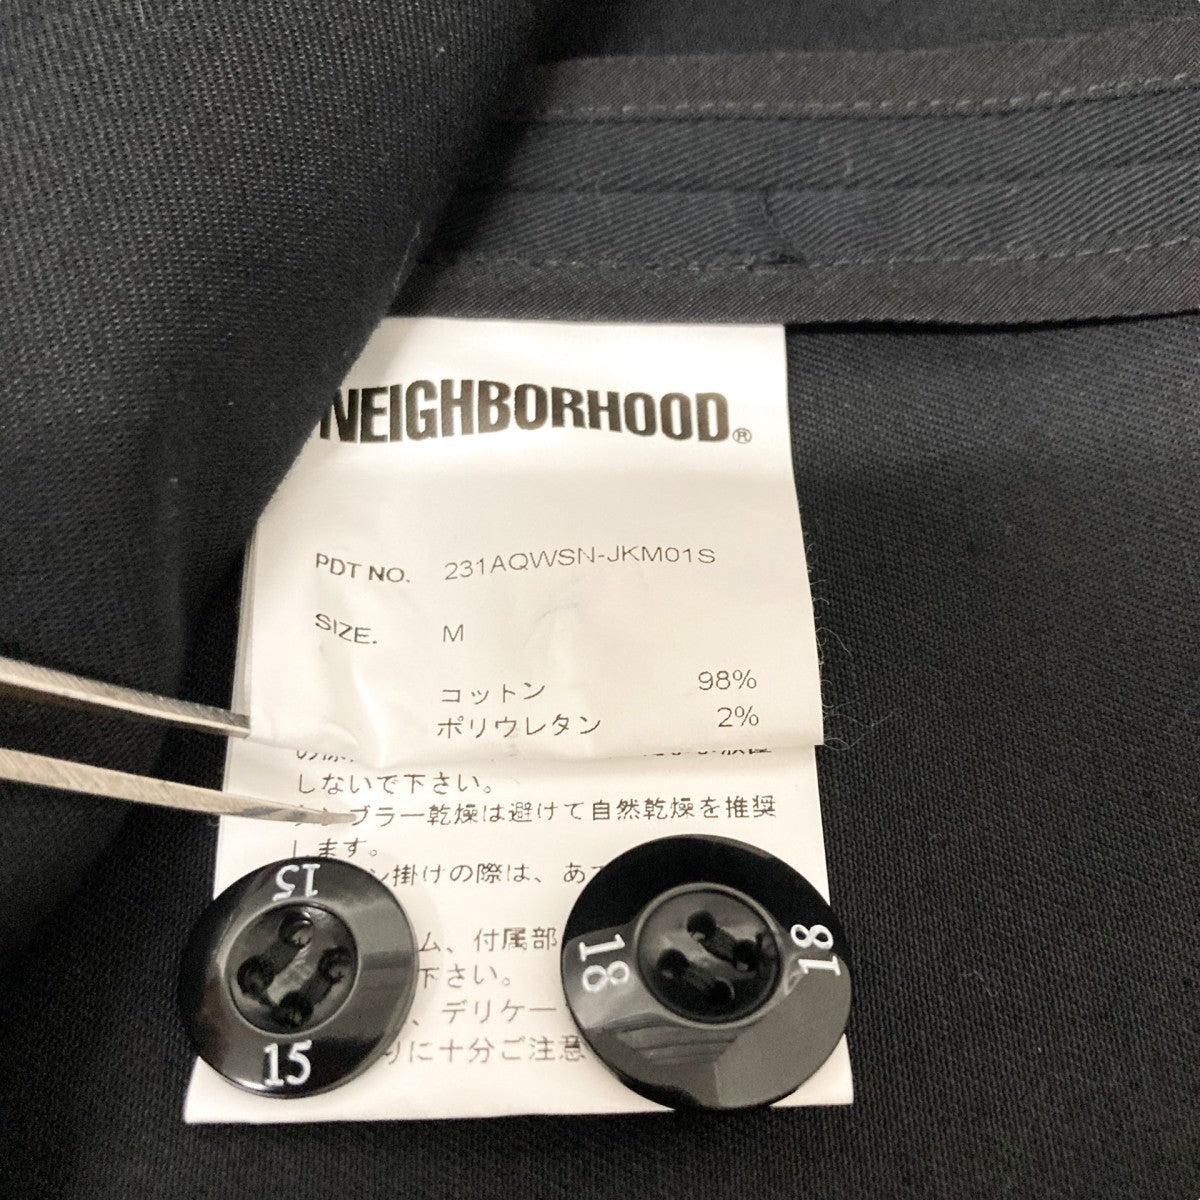 NEIGHBORHOOD®
PDT NO. 231AQWSN-JKM01S
SIZE. M
コットン 98%
ポリウレタン 2%
しないで下さい。
ンブラー乾燥は避けて自然乾燥を推奨
します。
ン掛けの際は、あ
ム、付属部
下さい。
、デリケー
に十分ご注意
15
15
18
18